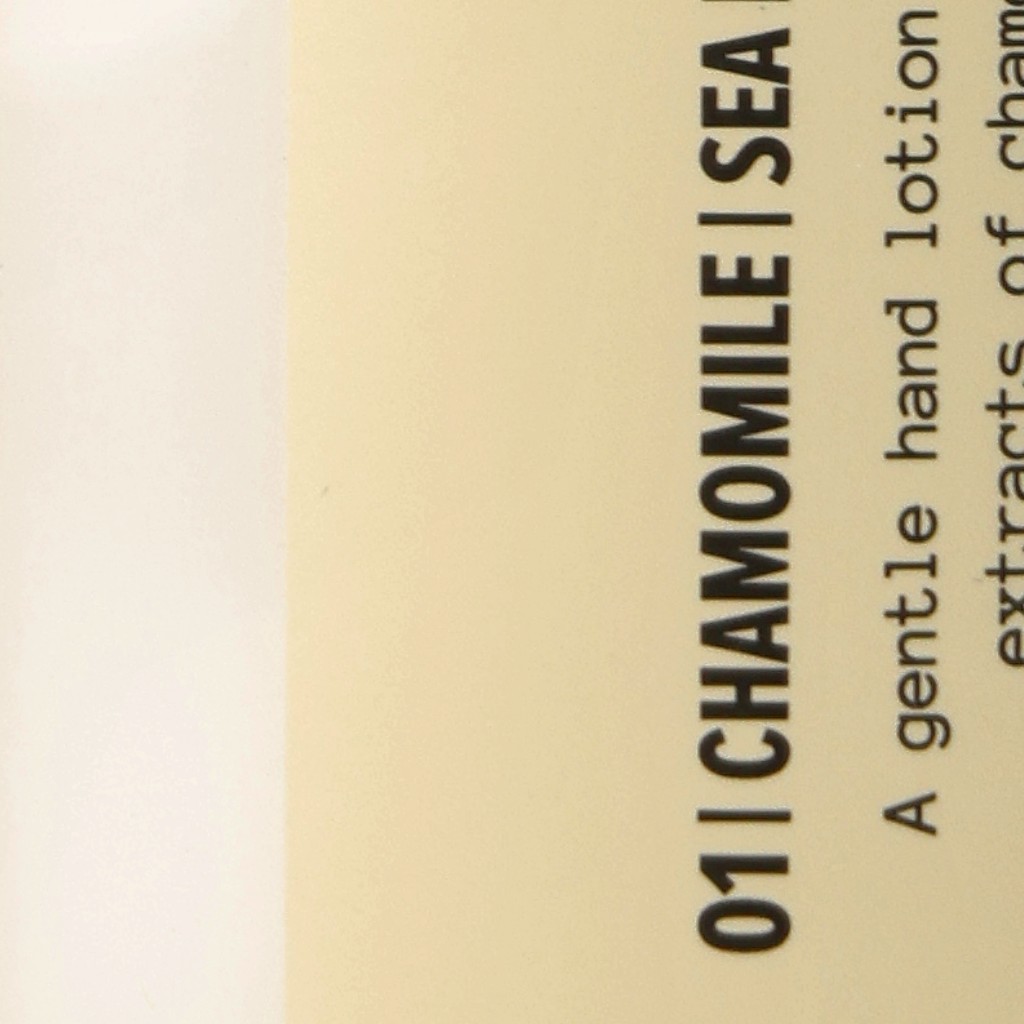 01 | CHAMOMILE | SEA
A gentle hand lotion
extracts of